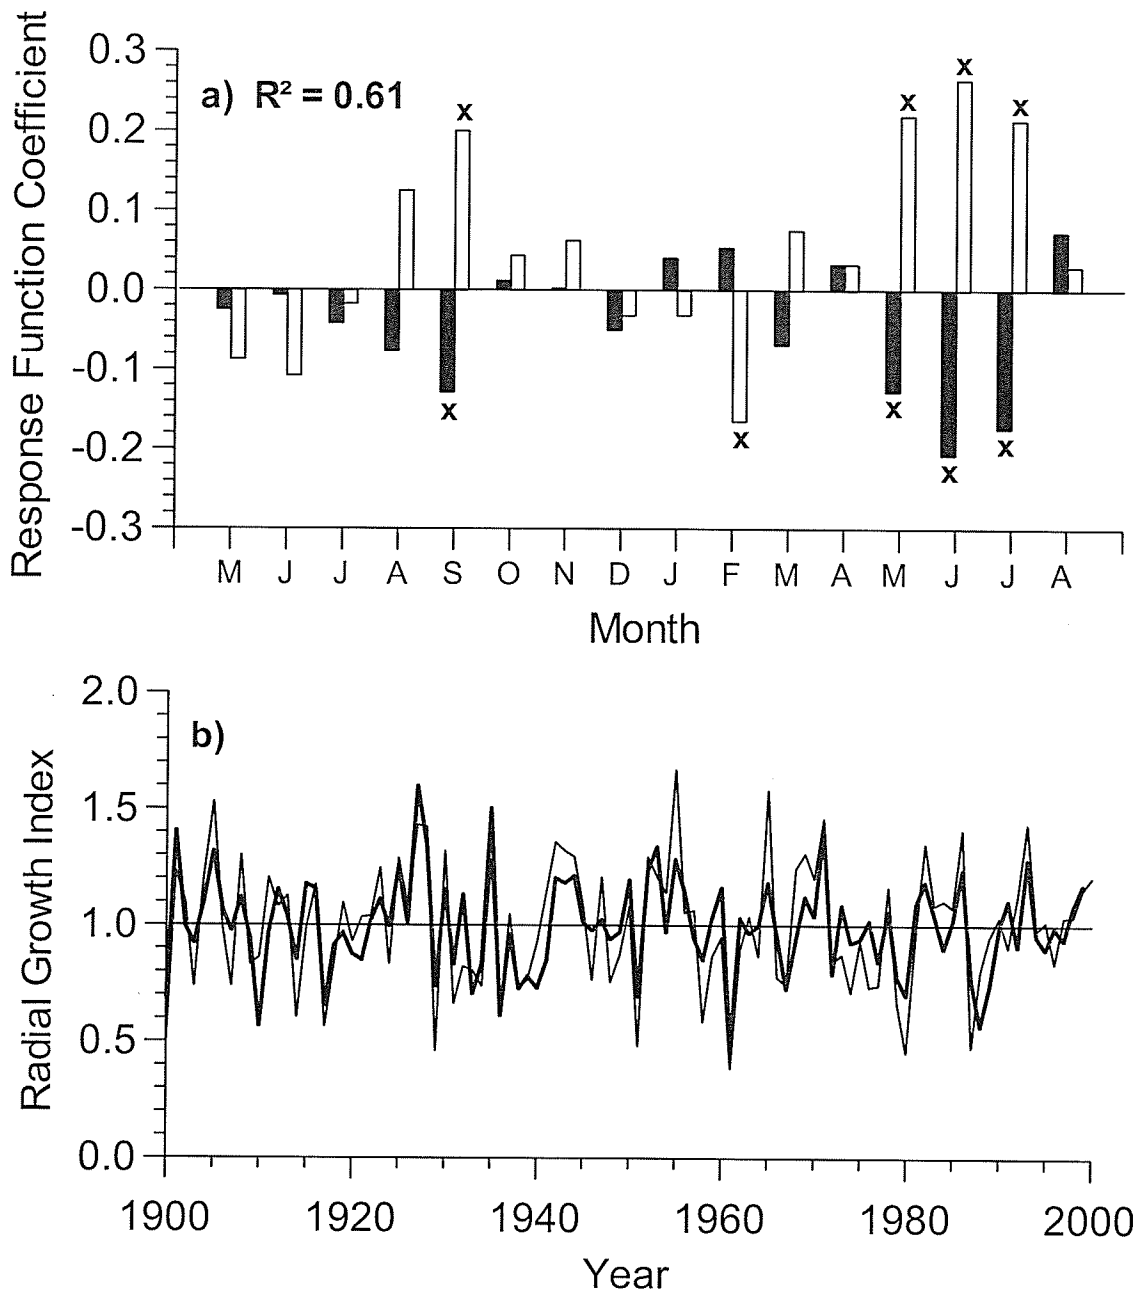 Response Function Coefficient
0.3
0.2
0.1
0.0
-0.1
-0.2
-0.3
a) R² = 0.61
x
x
x
x
x
x
x
x
x
M J J A S O N D J F M A M J J A
Month
Radial Growth Index
2.0
1.5
1.0
0.5
0.0
b)
1900 1920 1940 1960 1980 2000
Year